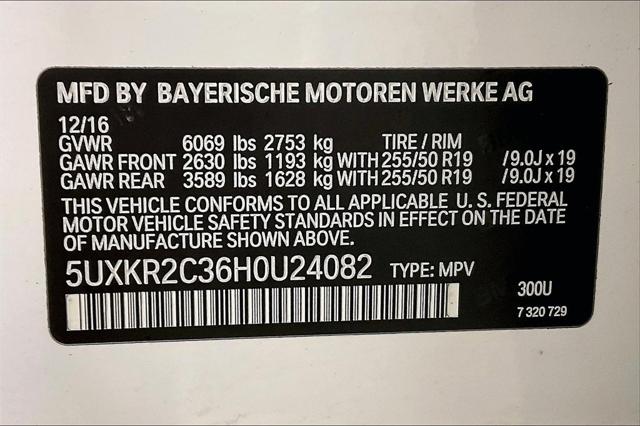 MFD BY BAYERISCHE MOTOREN WERKE AG
12/16
GVWR 6069 lbs 2753 kg TIRE / RIM
GAWR FRONT 2630 lbs 1193 kg WITH 255/50 R19 /9.0J x 19
GAWR REAR 3589 lbs 1628 kg WITH 255/50 R19 /9.0J x 19
THIS VEHICLE CONFORMS TO ALL APPLICABLE U. S. FEDERAL
MOTOR VEHICLE SAFETY STANDARDS IN EFFECT ON THE DATE
OF MANUFACTURE SHOWN ABOVE.
5UXKR2C36H0U24082 TYPE: MPV
300U
7 320 729